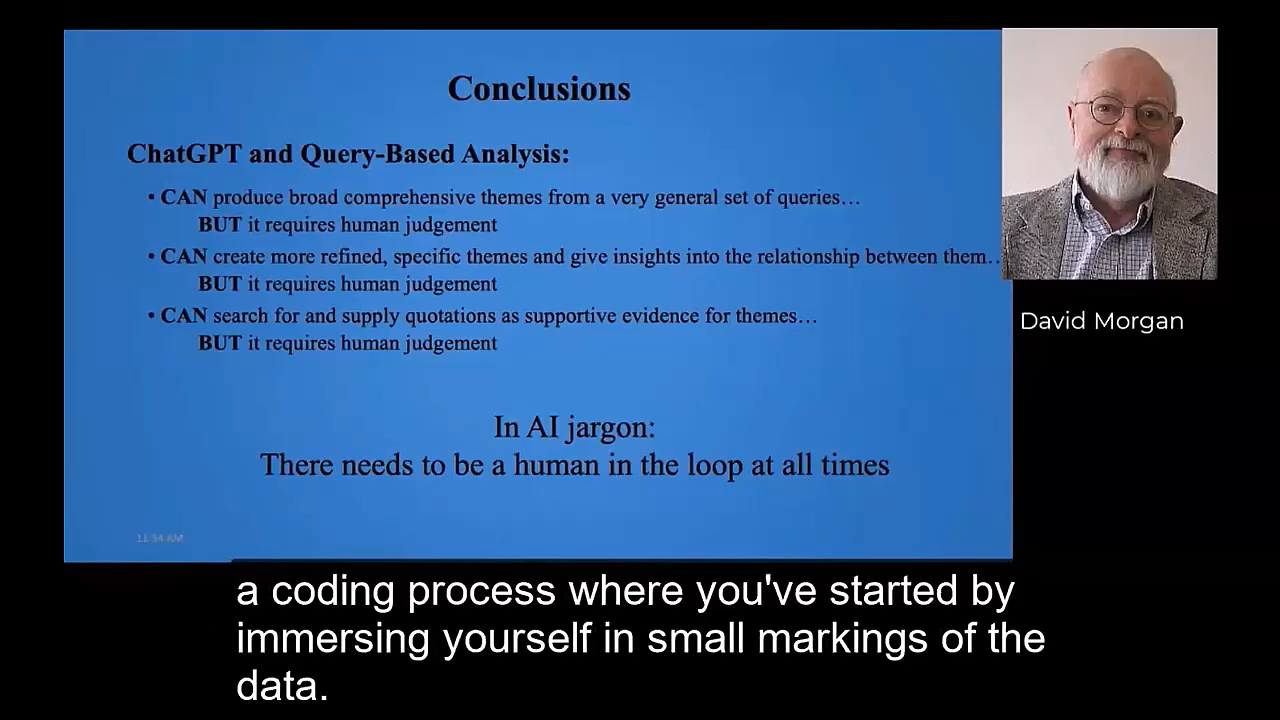 Conclusions
ChatGPT and Query-Based Analysis:
• CAN produce broad comprehensive themes from a very general set of queries…
BUT it requires human judgement
• CAN create more refined, specific themes and give insights into the relationship between them…
BUT it requires human judgement
• CAN search for and supply quotations as supportive evidence for themes…
BUT it requires human judgement
In AI jargon:
There needs to be a human in the loop at all times
11:34 AM
David Morgan
a coding process where you've started by
immersing yourself in small markings of the
data.